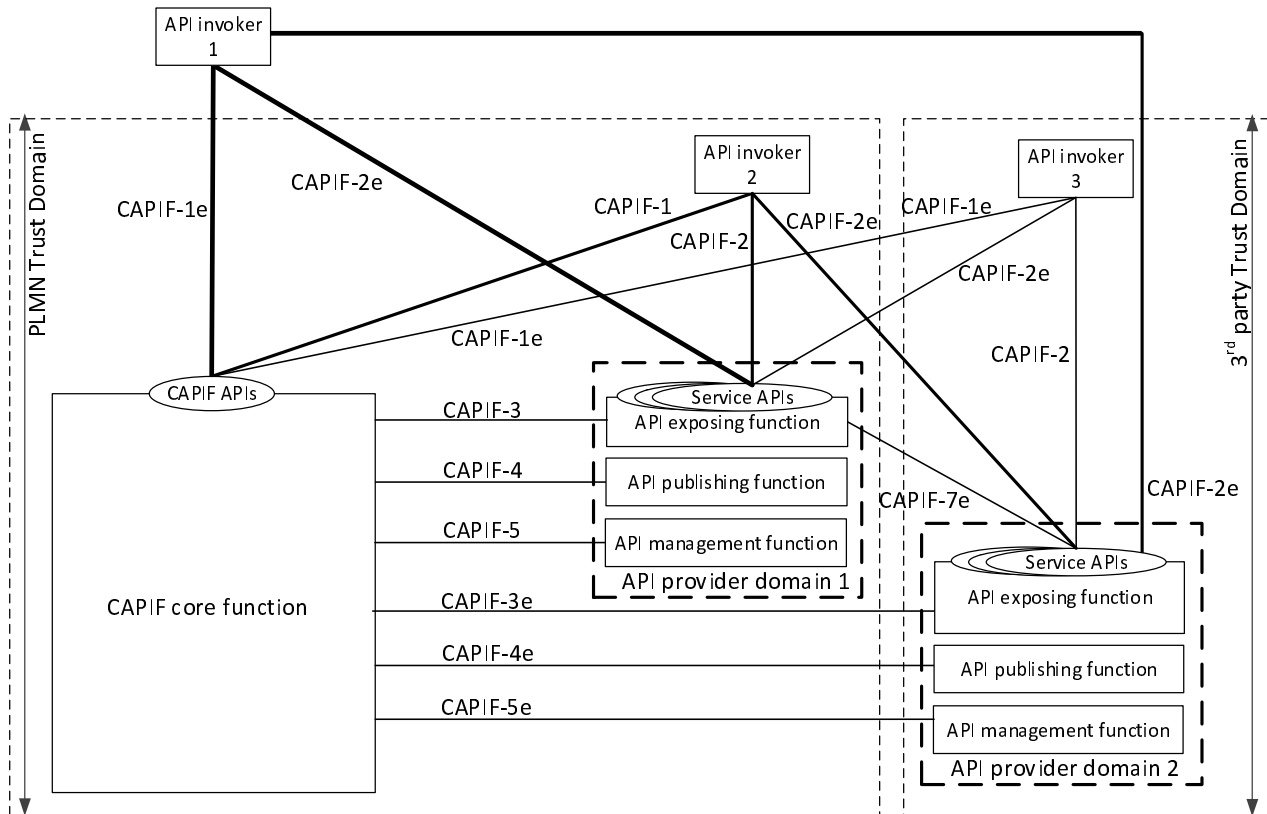 API invoker
1
PLMN Trust Domain
3rd party Trust Domain
API invoker
2
API invoker
3
CAPIF-1e
CAPIF-2e
CAPIF-1
CAPIF-2
CAPIF-2e
CAPIF-1e
CAPIF-2e
CAPIF-1e
CAPIF-2
CAPIF APIs
Service APIs
CAPIF-3
API exposing function
CAPIF-4
API publishing function
CAPIF-7e
CAPIF-2e
CAPIF-5
API management function
API provider domain 1
Service APIs
CAPIF core function
CAPIF-3e
API exposing function
CAPIF-4e
API publishing function
CAPIF-5e
API management function
API provider domain 2